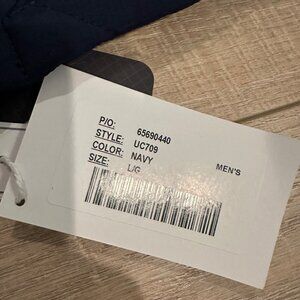 P/O: 65690440
STYLE: UC709
COLOR: NAVY
SIZE: L/G MEN'S